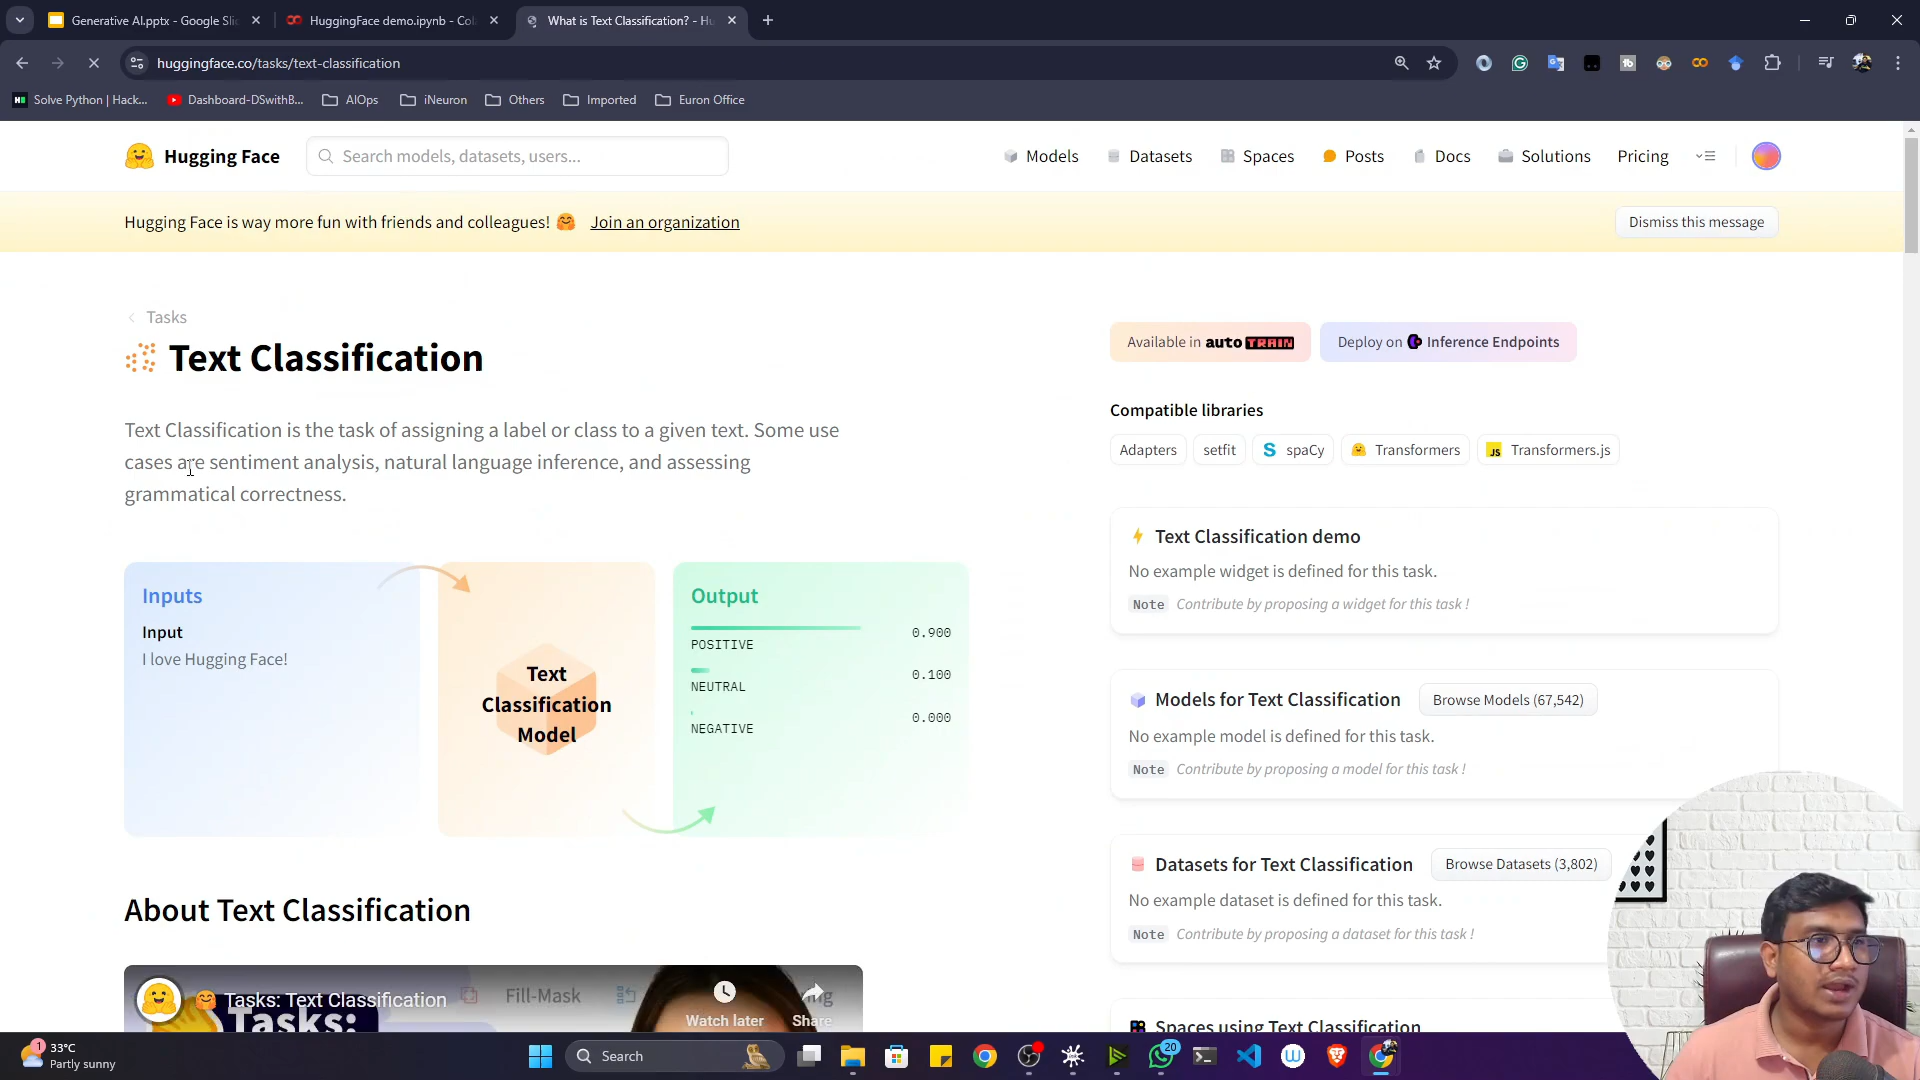 Generative AI.pptx - Google Sli
HuggingFace demo.ipynb - Col
What is Text Classification? - Hu
huggingface.co/tasks/text-classification
Solve Python | Hack...
Dashboard-DSwithB...
AIOps
iNeuron
Others
Imported
Euron Office
Hugging Face
Search models, datasets, users...
Models
Datasets
Spaces
Posts
Docs
Solutions
Pricing
Hugging Face is way more fun with friends and colleagues! 🤗 Join an organization
Dismiss this message
Tasks
Text Classification
Text Classification is the task of assigning a label or class to a given text. Some use
cases are sentiment analysis, natural language inference, and assessing
grammatical correctness.
Inputs
Input
I love Hugging Face!
Text
Classification
Model
Output
POSITIVE 0.900
NEUTRAL 0.100
NEGATIVE 0.000
About Text Classification
🤗 Tasks: Text Classification
Fill-Mask
Tasks:
Watch later
Share
Available in autoTRAIN
Deploy on Inference Endpoints
Compatible libraries
Adapters
setfit
spaCy
Transformers
JS Transformers.js
Text Classification demo
No example widget is defined for this task.
Note Contribute by proposing a widget for this task !
Models for Text Classification
Browse Models (67,542)
No example model is defined for this task.
Note Contribute by proposing a model for this task !
Datasets for Text Classification
Browse Datasets (3,802)
No example dataset is defined for this task.
Note Contribute by proposing a dataset for this task !
Spaces using Text Classification
1
33°C
Partly sunny
Search
20